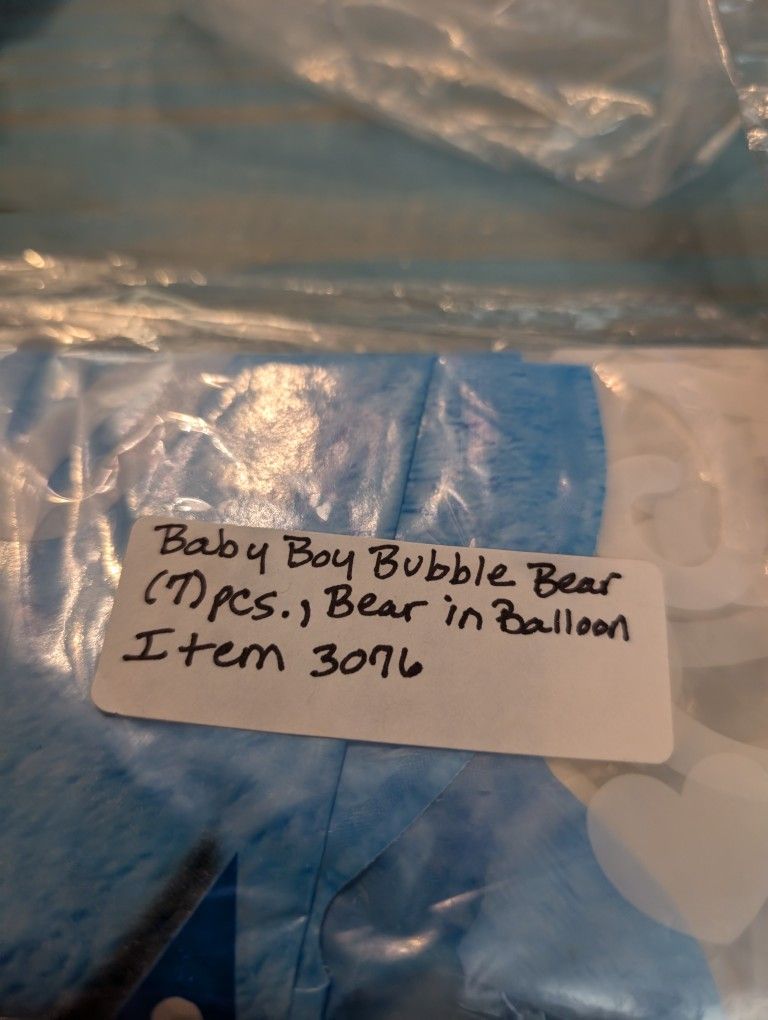 Baby Boy Bubble Bear
(7) pcs., Bear in Balloon
Item 3076